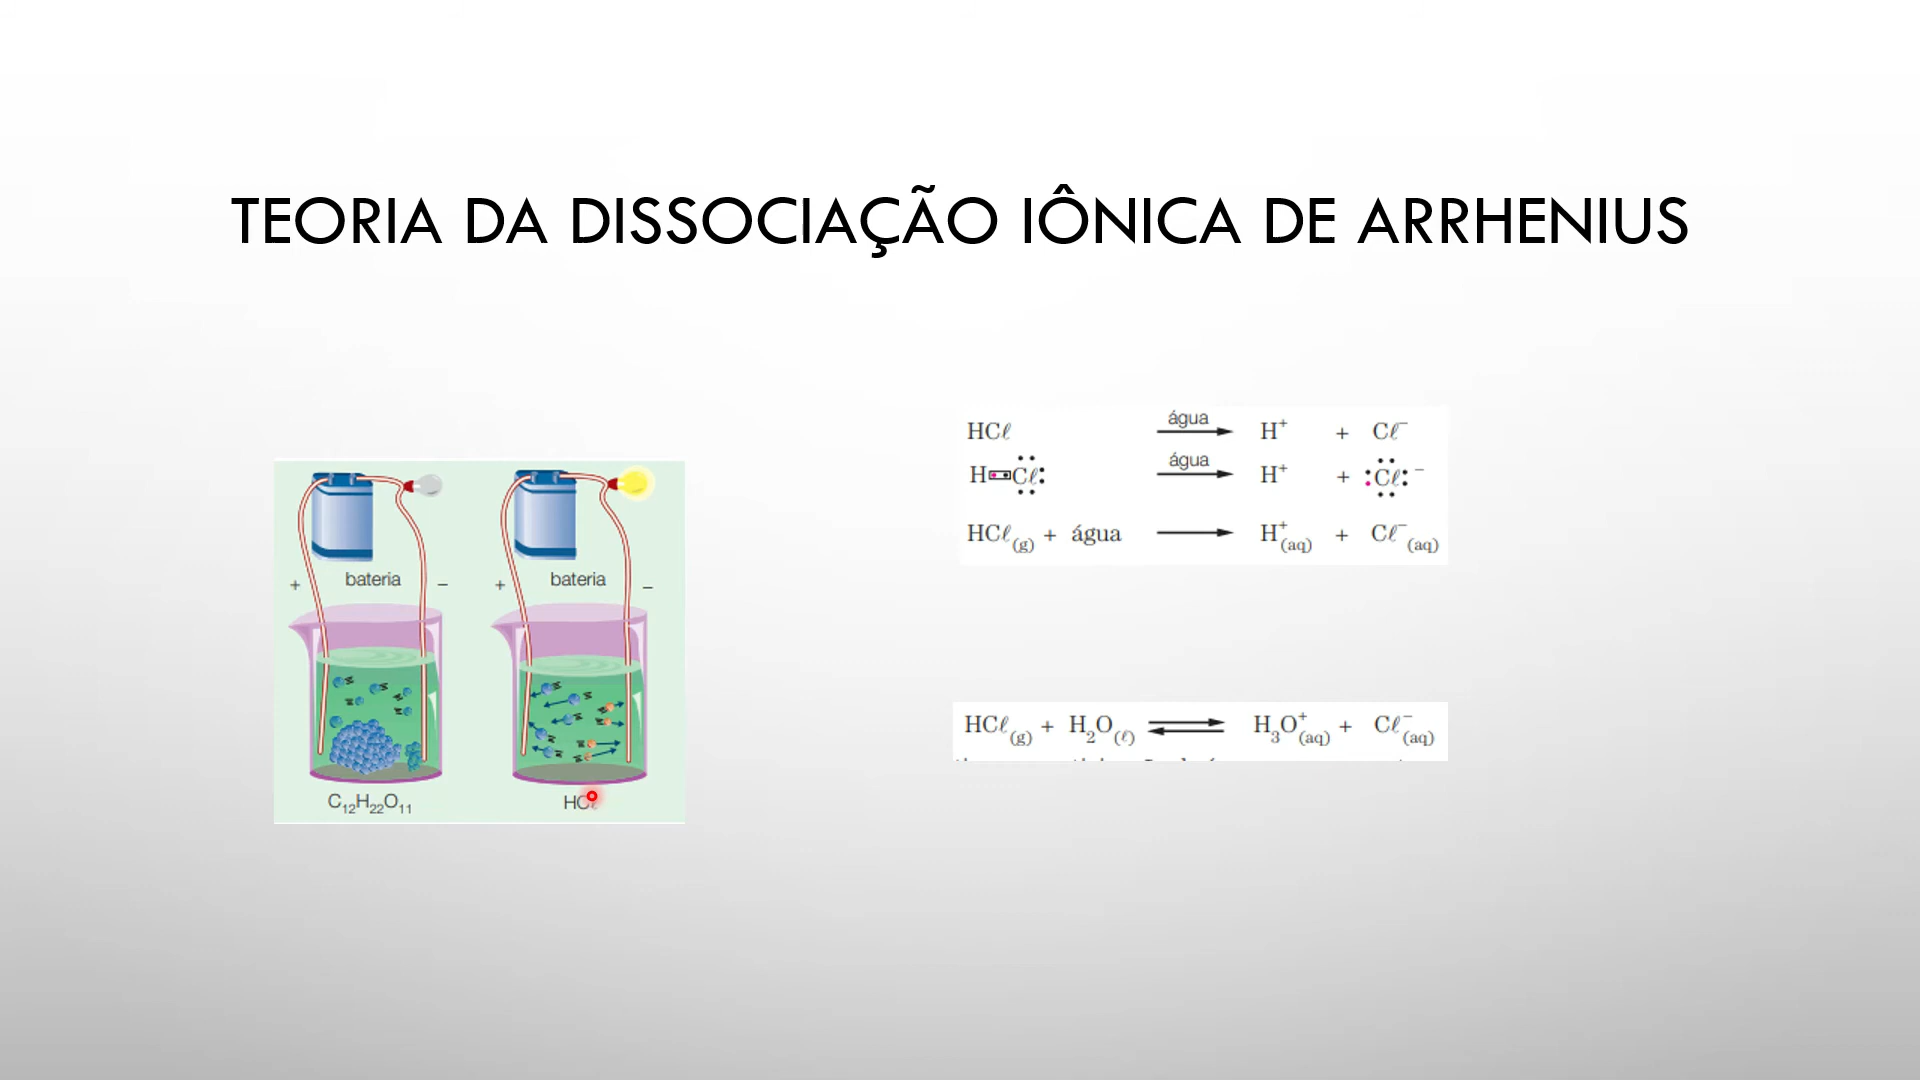 TEORIA DA DISSOCIAÇÃO IÔNICA DE ARRHENIUS
+ bateria –
+ bateria –
C₁₂H₂₂O₁₁
HCℓ
HCℓ água→ H⁺ + Cℓ⁻
H Cℓ água→ H⁺ + Cℓ⁻
HCℓ(g) + água → H⁺(aq) + Cℓ⁻(aq)
HCℓ(g) + H₂O(ℓ) ⇌ H₃O⁺(aq) + Cℓ⁻(aq)